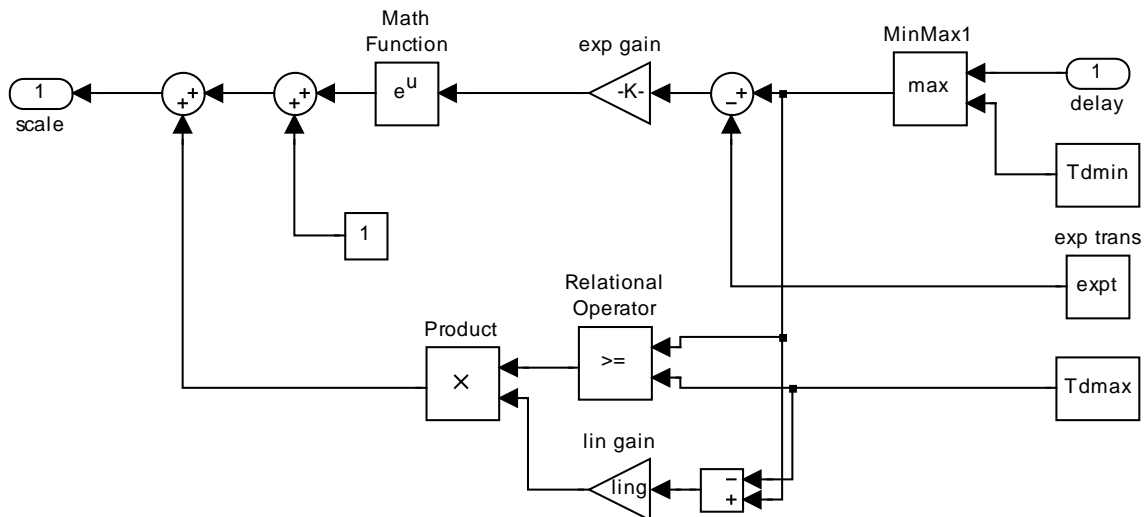 Math
Function
exp gain
MinMax1
1
scale
+
+
+
+
e^u
-K-
+
−
max
1
delay
Tdmin
1
exp trans
expt
Relational
Operator
Product
>=
×
Tdmax
lin gain
ling
−
+